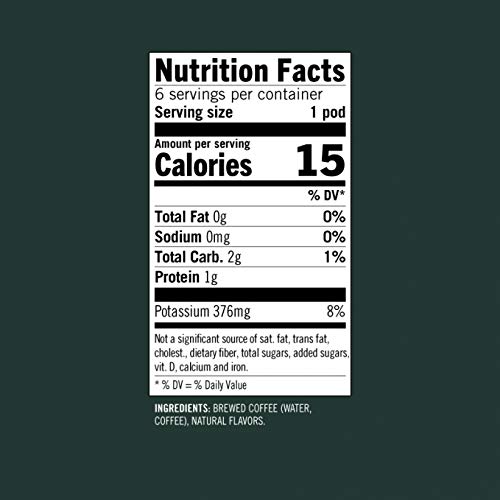 Nutrition Facts
6 servings per container
Serving size 1 pod
Amount per serving
Calories 15
% DV*
Total Fat 0g 0%
Sodium 0mg 0%
Total Carb. 2g 1%
Protein 1g
Potassium 376mg 8%
Not a significant source of sat. fat, trans fat,
cholest., dietary fiber, total sugars, added sugars,
vit. D, calcium and iron.
* % DV = % Daily Value
INGREDIENTS: BREWED COFFEE (WATER,
COFFEE), NATURAL FLAVORS.